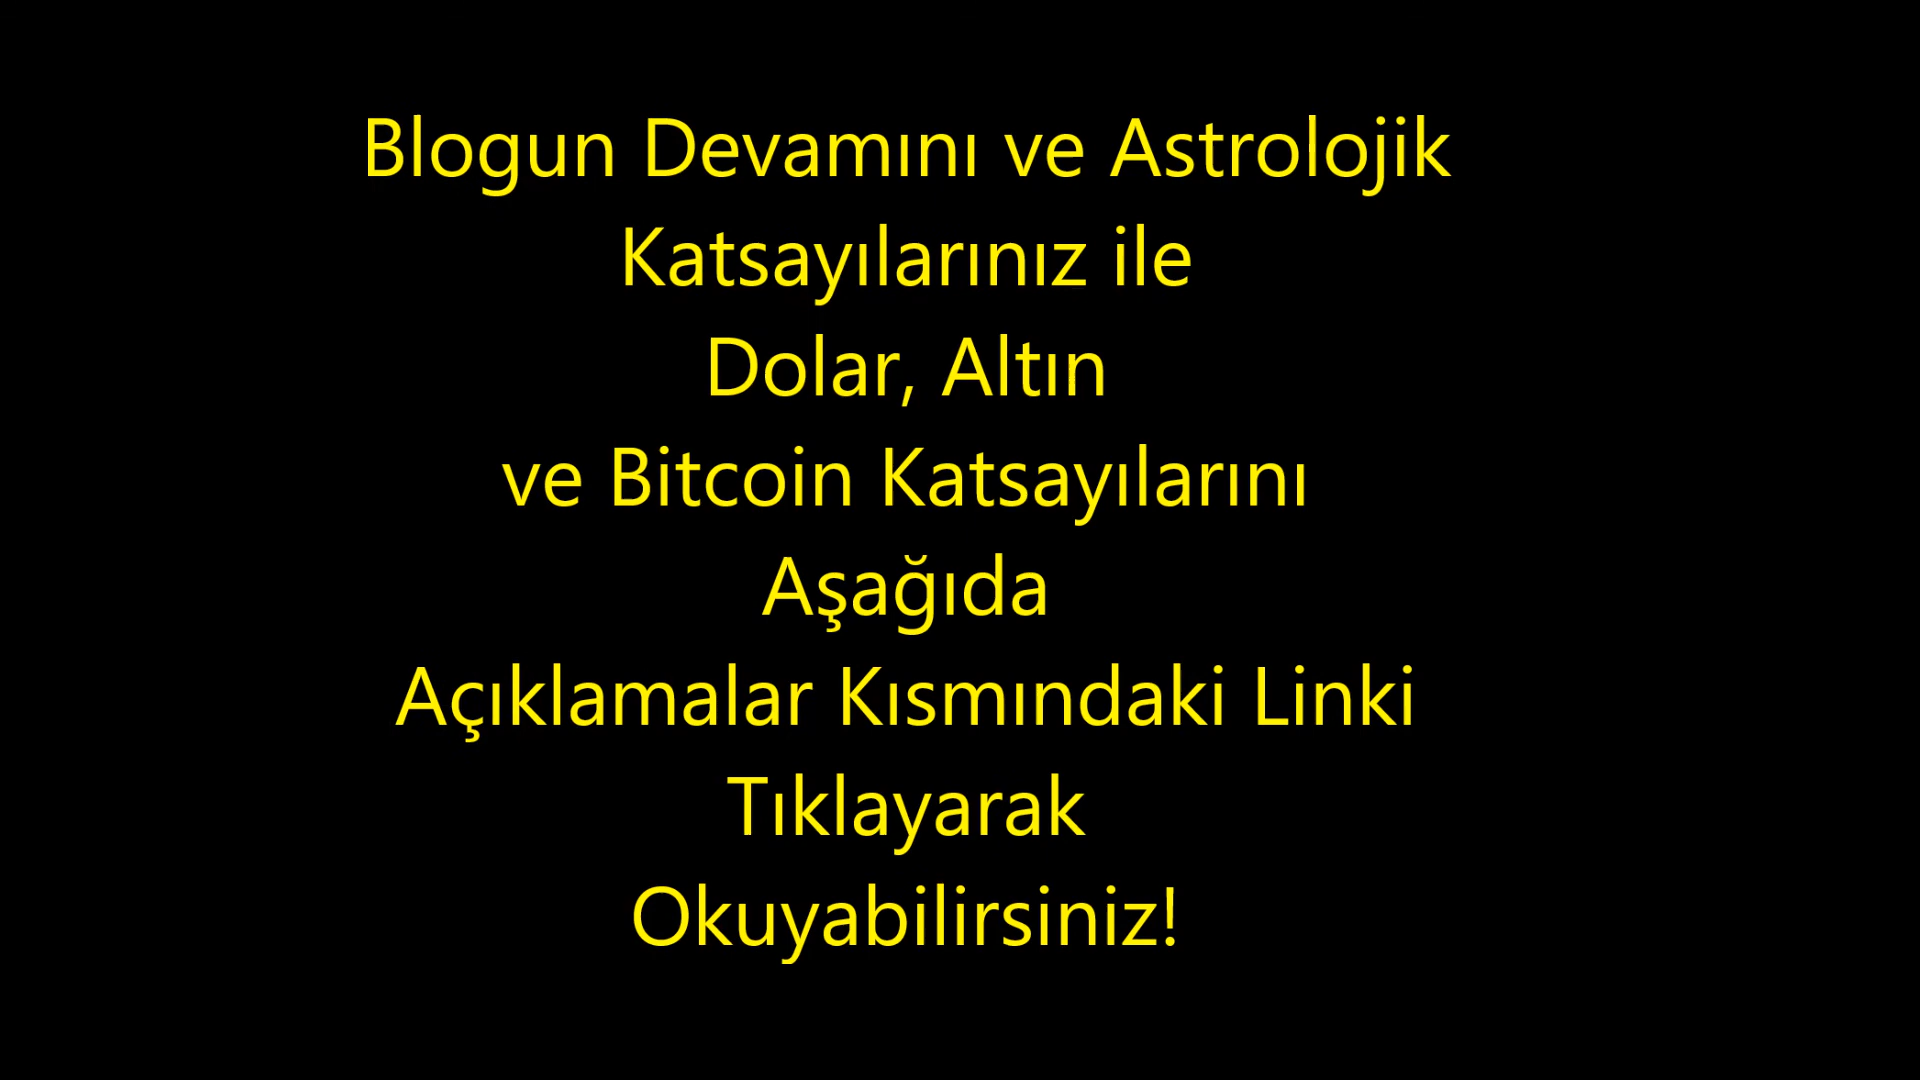 Blogun Devamını ve Astrolojik
Katsayılarınız ile
Dolar, Altın
ve Bitcoin Katsayılarını
Aşağıda
Açıklamalar Kısmındaki Linki
Tıklayarak
Okuyabilirsiniz!